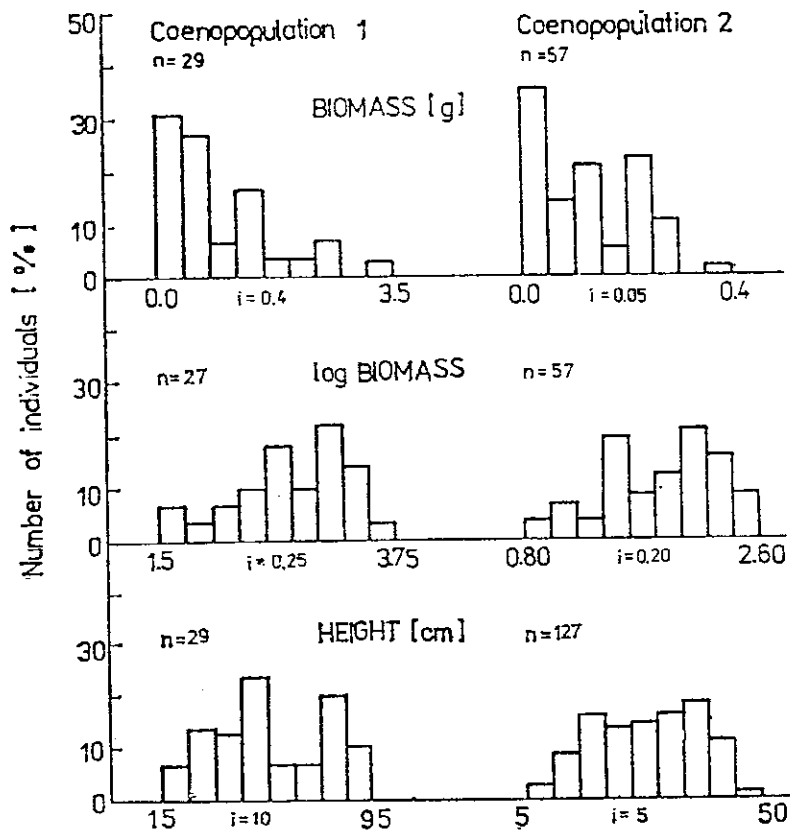 Coenopopulation 1 Coenopopulation 2
n=29 n=57
BIOMASS [g]
50
30
10
0
0.0 i=0.4 3.5 0.0 i=0.05 0.4
n=27 log BIOMASS n=57
30
10
0
1.5 i=0,25 3.75 0.80 i=0,20 2.60
n=29 HEIGHT [cm] n=127
30
10
0
15 i=10 95 5 i=5 50
Number of individuals [%]